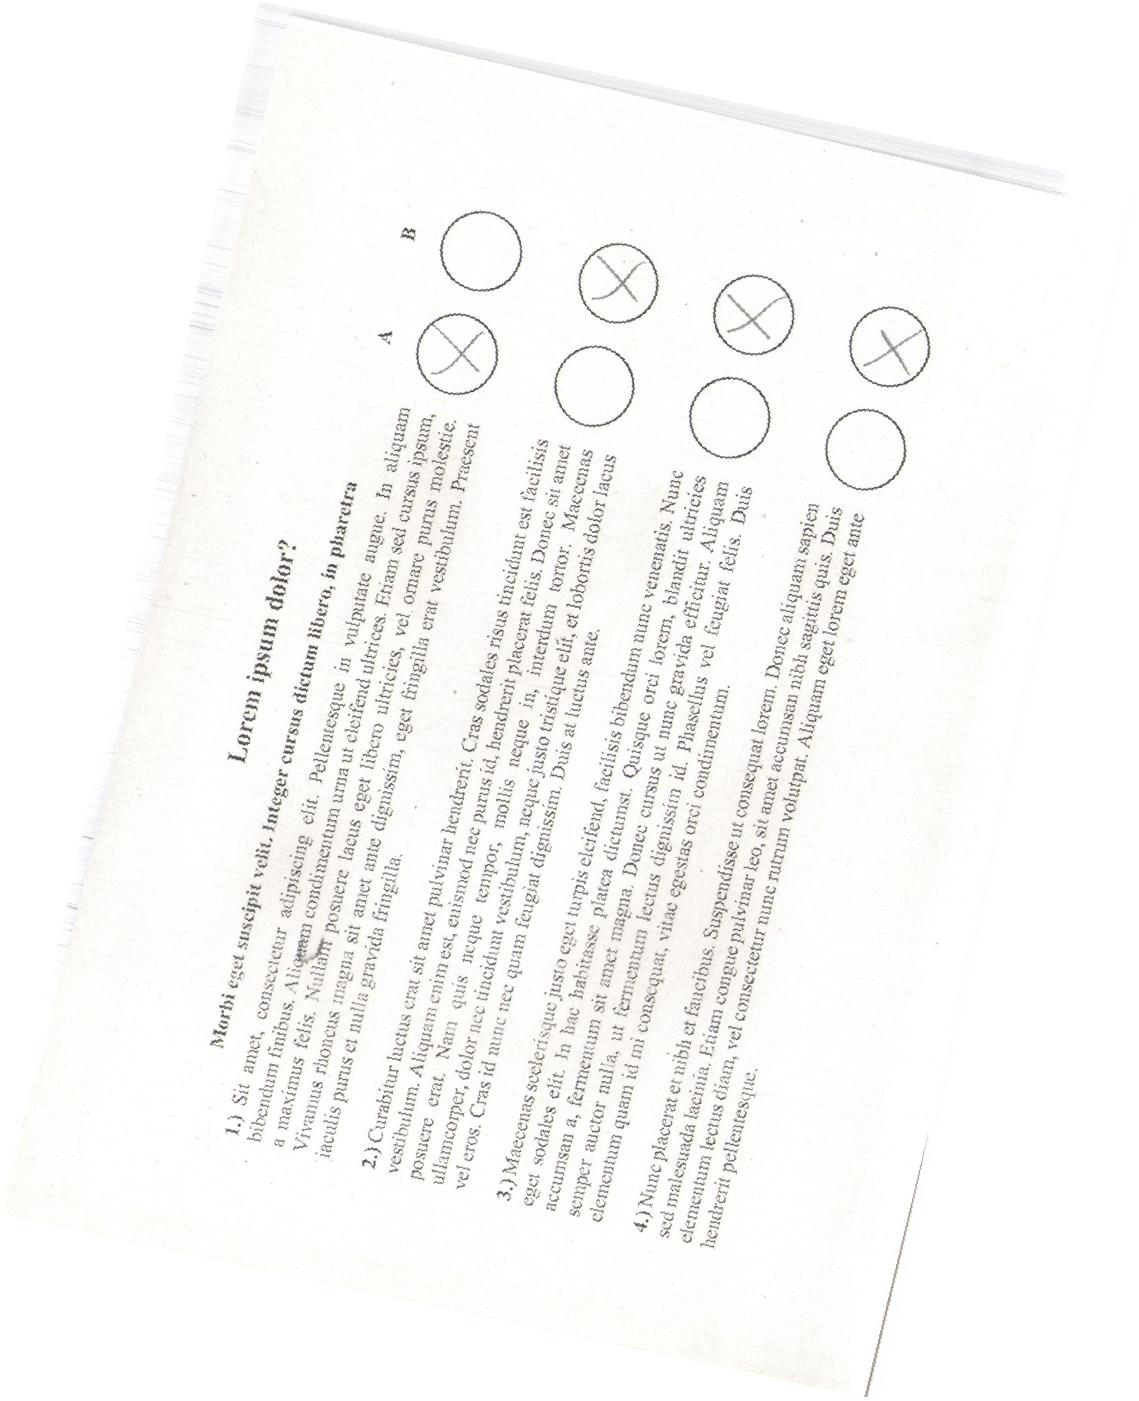 Lorem ipsum dolor?
Morbi eget suscipit velit. Integer cursus dictum libero, in pharetra
A B
1.) Sit amet, consectetur adipiscing elit. Pellentesque in vulputate augue. In aliquam
bibendum finibus. Aliquam condimentum urna ut eleifend ultrices. Etiam sed cursus ipsum,
a maximus felis. Nullam posuere lacus eget libero ultricies, vel ornare purus molestie.
Vivamus rhoncus magna sit amet ante dignissim, eget fringilla erat vestibulum. Praesent
iaculis purus et nulla gravida fringilla.
2.) Curabitur luctus erat sit amet pulvinar hendrerit. Cras sodales risus tincidunt est facilisis
vestibulum. Aliquam enim est, euismod nec purus id, hendrerit placerat felis. Donec sit amet
posuere erat. Nam quis neque tempor, mollis neque in, interdum tortor. Maecenas
ullamcorper, dolor nec tincidunt vestibulum, neque justo tristique elit, et lobortis dolor lacus
vel eros. Cras id nunc nec quam feugiat dignissim. Duis at luctus ante.
3.) Maecenas scelerisque justo eget turpis eleifend, facilisis bibendum nunc venenatis. Nunc
eget sodales elit. In hac habitasse platea dictumst. Quisque orci lorem, blandit ultricies
accumsan a, fermentum sit amet magna. Donec cursus ut nunc gravida efficitur. Aliquam
semper auctor nulla, ut fermentum lectus dignissim id. Phasellus vel feugiat felis. Duis
elementum quam id mi consequat, vitae egestas orci condimentum.
4.) Nunc placerat et nibh et faucibus. Suspendisse ut consequat lorem. Donec aliquam sapien
sed malesuada lacinia. Etiam congue pulvinar leo, sit amet accumsan nibh sagittis quis. Duis
elementum lectus diam, vel consectetur nunc rutrum volutpat. Aliquam eget lorem eget ante
hendrerit pellentesque.